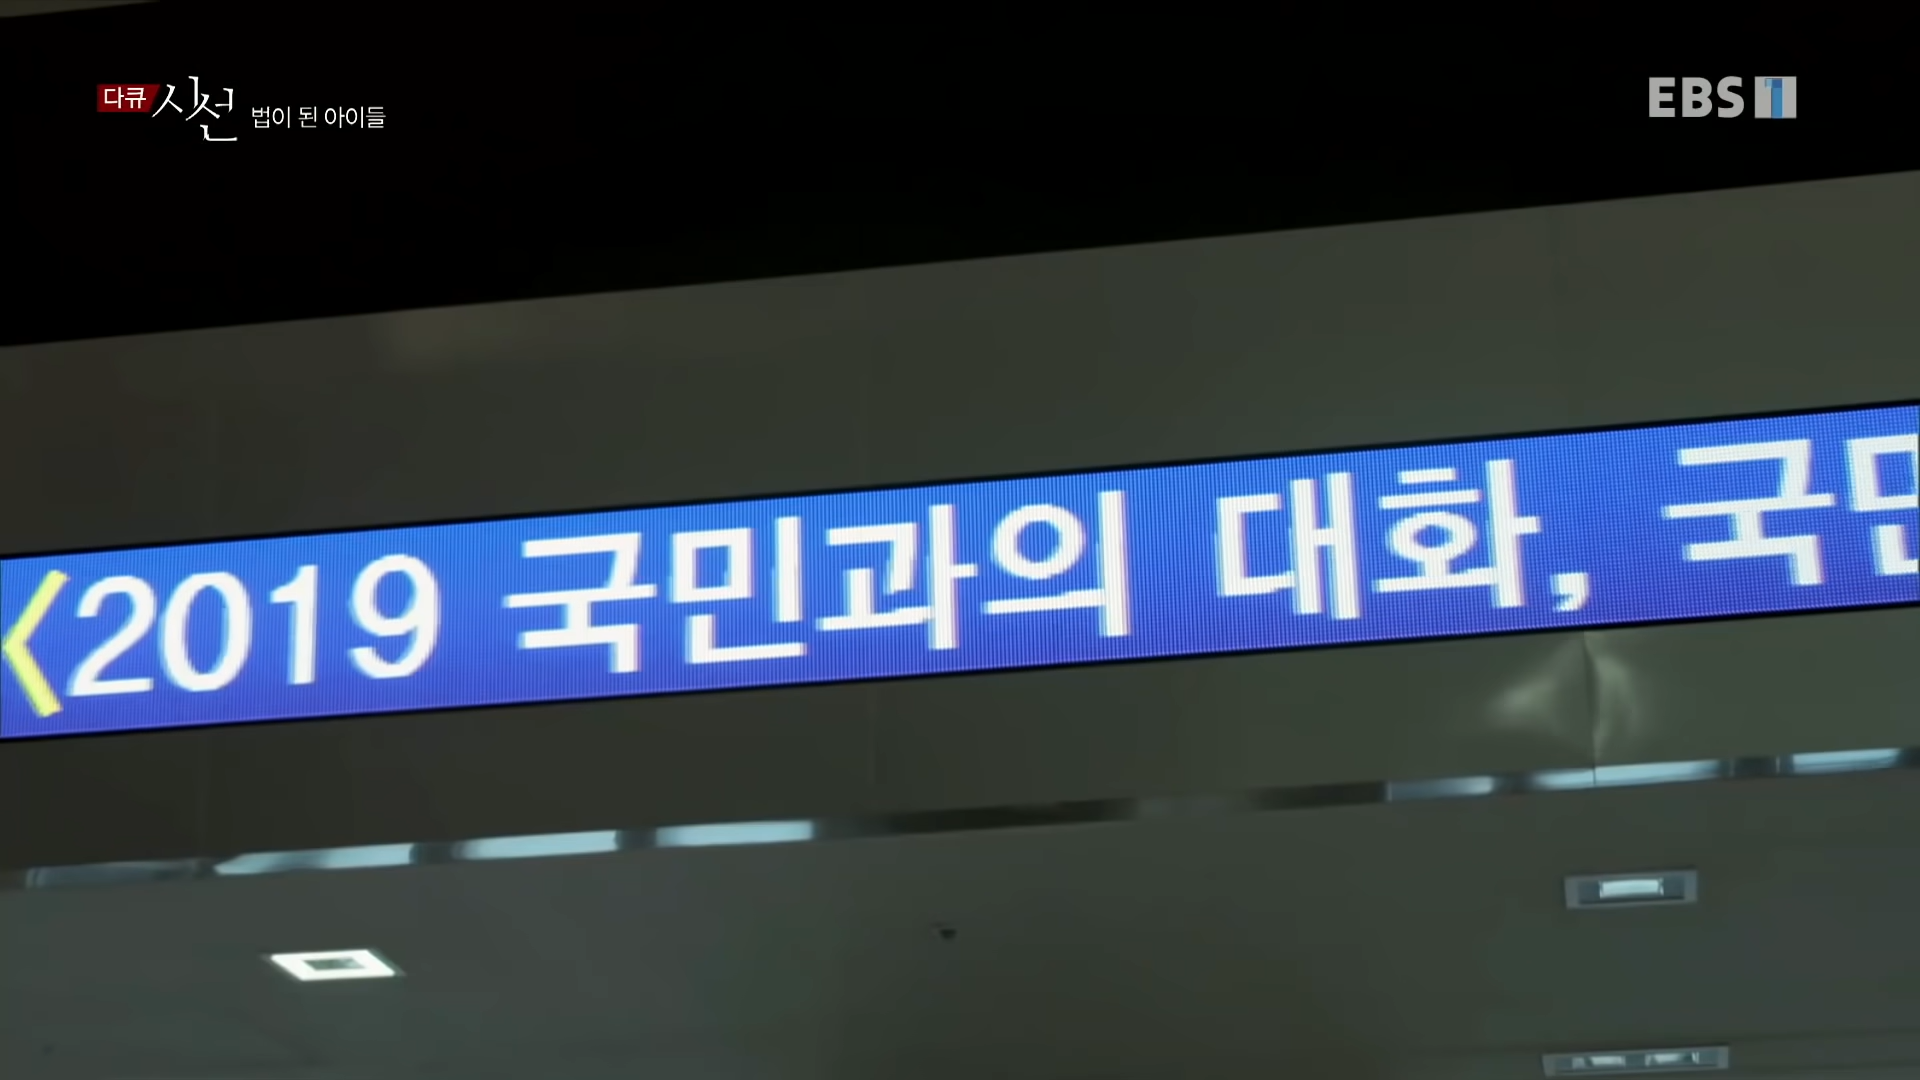 다큐 시선 법이 된 아이들
EBS 1
<2019 국민과의 대화, 국민